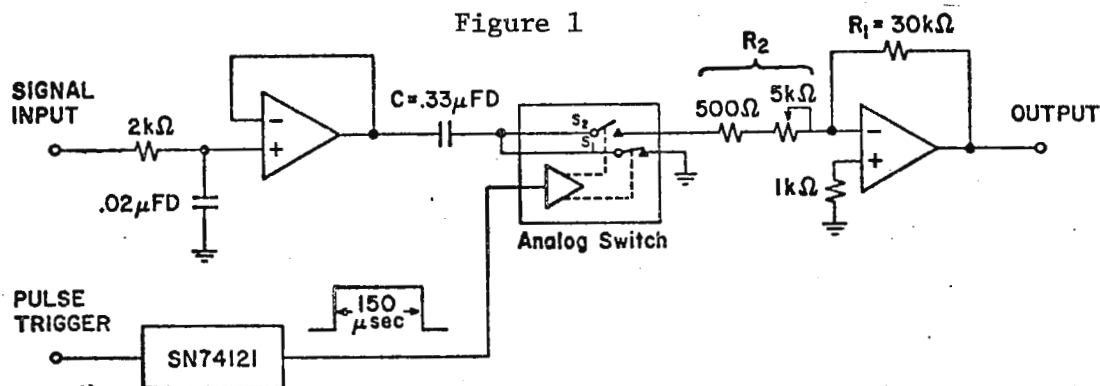 Figure 1
SIGNAL
INPUT
2kΩ
.02μFD
-
+
C=.33μFD
S2
S1
Analog Switch
R2
500Ω
5kΩ
R1 = 30kΩ
-
+
1kΩ
OUTPUT
PULSE
TRIGGER
SN74121
150
μsec